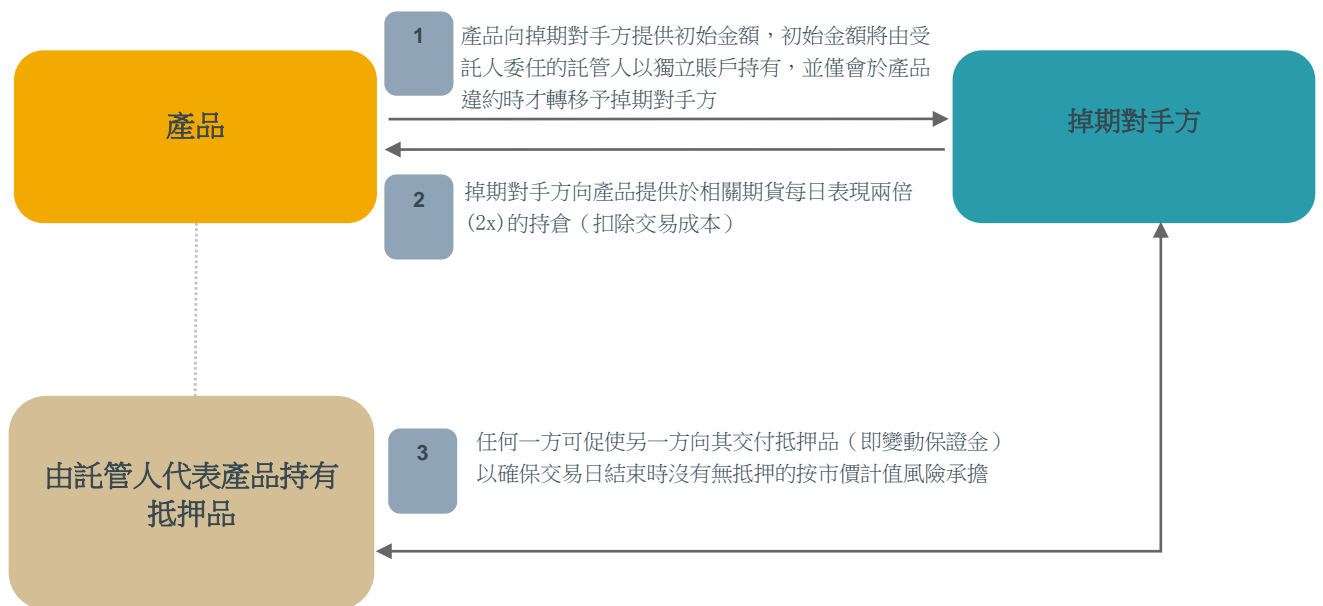 產品
1
產品向掉期對手方提供初始金額，初始金額將由受
託人委任的託管人以獨立賬戶持有，並僅會於產品
違約時才轉移予掉期對手方
掉期對手方
2
掉期對手方向產品提供於相關期貨每日表現兩倍
(2x)的持倉（扣除交易成本）
由託管人代表產品持有
抵押品
3
任何一方可促使另一方向其交付抵押品（即變動保證金）
以確保交易日結束時沒有無抵押的按市價計值風險承擔